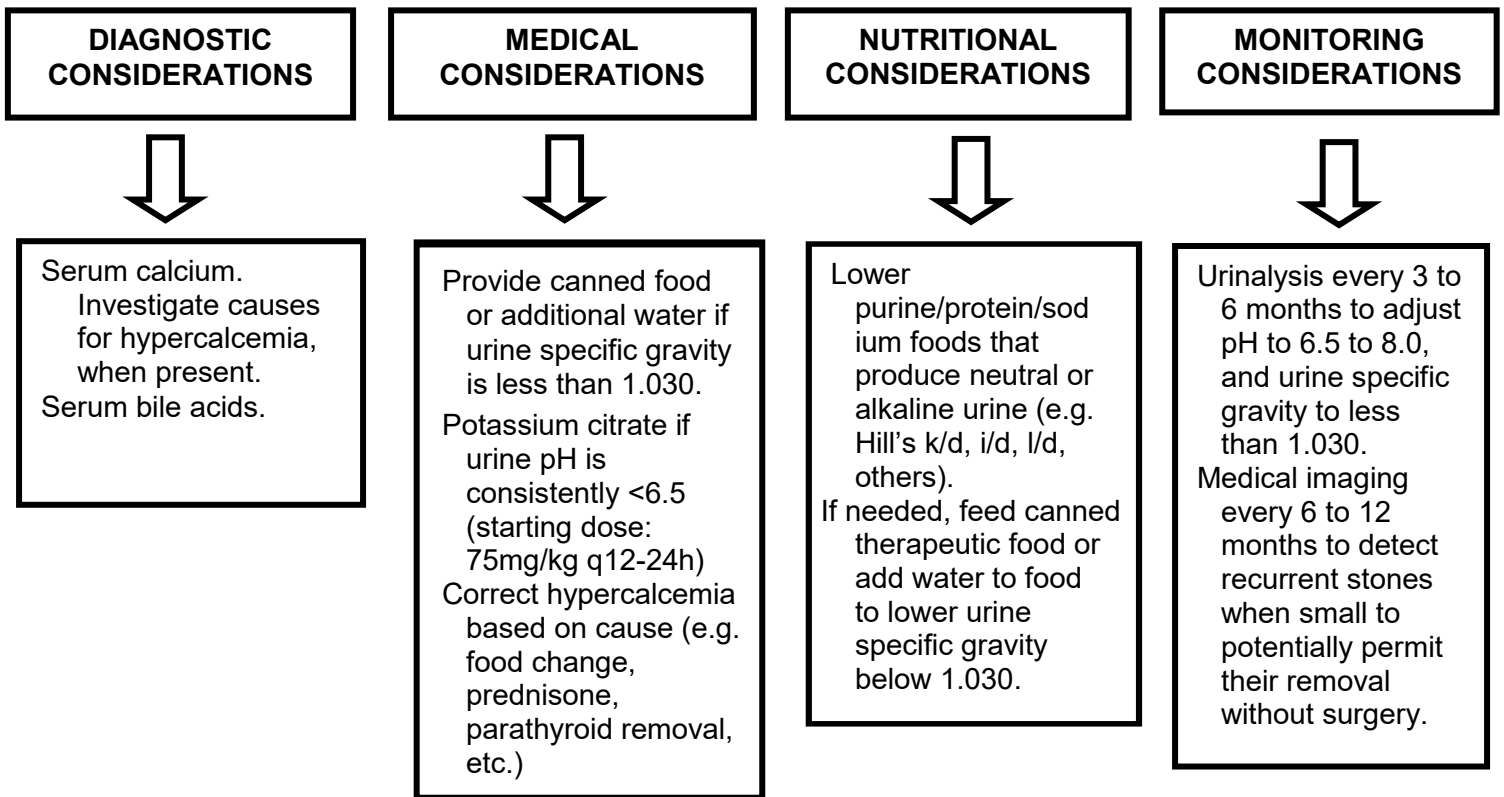 DIAGNOSTIC
CONSIDERATIONS
Serum calcium.
Investigate causes
for hypercalcemia,
when present.
Serum bile acids.
MEDICAL
CONSIDERATIONS
Provide canned food
or additional water if
urine specific gravity
is less than 1.030.
Potassium citrate if
urine pH is
consistently <6.5
(starting dose:
75mg/kg q12-24h)
Correct hypercalcemia
based on cause (e.g.
food change,
prednisone,
parathyroid removal,
etc.)
NUTRITIONAL
CONSIDERATIONS
Lower
purine/protein/sod
ium foods that
produce neutral or
alkaline urine (e.g.
Hill’s k/d, i/d, l/d,
others).
If needed, feed canned
therapeutic food or
add water to food
to lower urine
specific gravity
below 1.030.
MONITORING
CONSIDERATIONS
Urinalysis every 3 to
6 months to adjust
pH to 6.5 to 8.0,
and urine specific
gravity to less
than 1.030.
Medical imaging
every 6 to 12
months to detect
recurrent stones
when small to
potentially permit
their removal
without surgery.